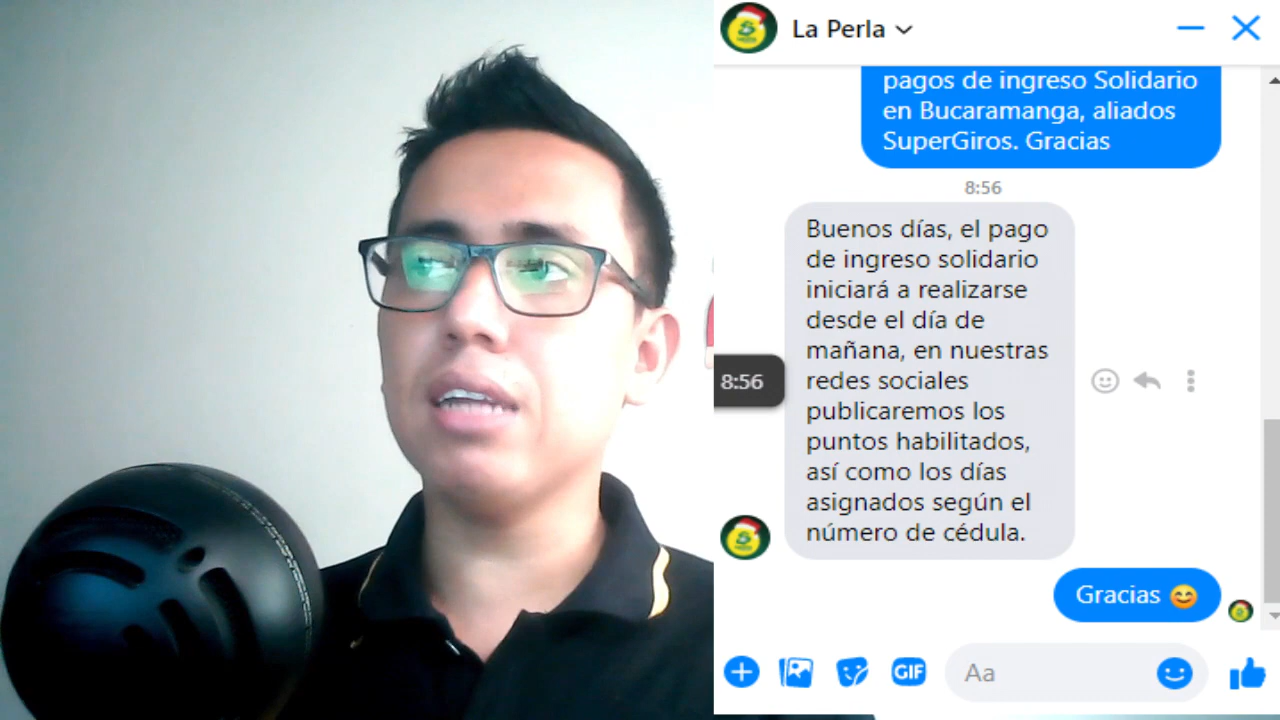 La Perla
pagos de ingreso Solidario
en Bucaramanga, aliados
SuperGiros. Gracias
8:56
Buenos días, el pago
de ingreso solidario
iniciará a realizarse
desde el día de
mañana, en nuestras
redes sociales
publicaremos los
puntos habilitados,
así como los días
asignados según el
número de cédula.
8:56
Gracias
GIF
Aa